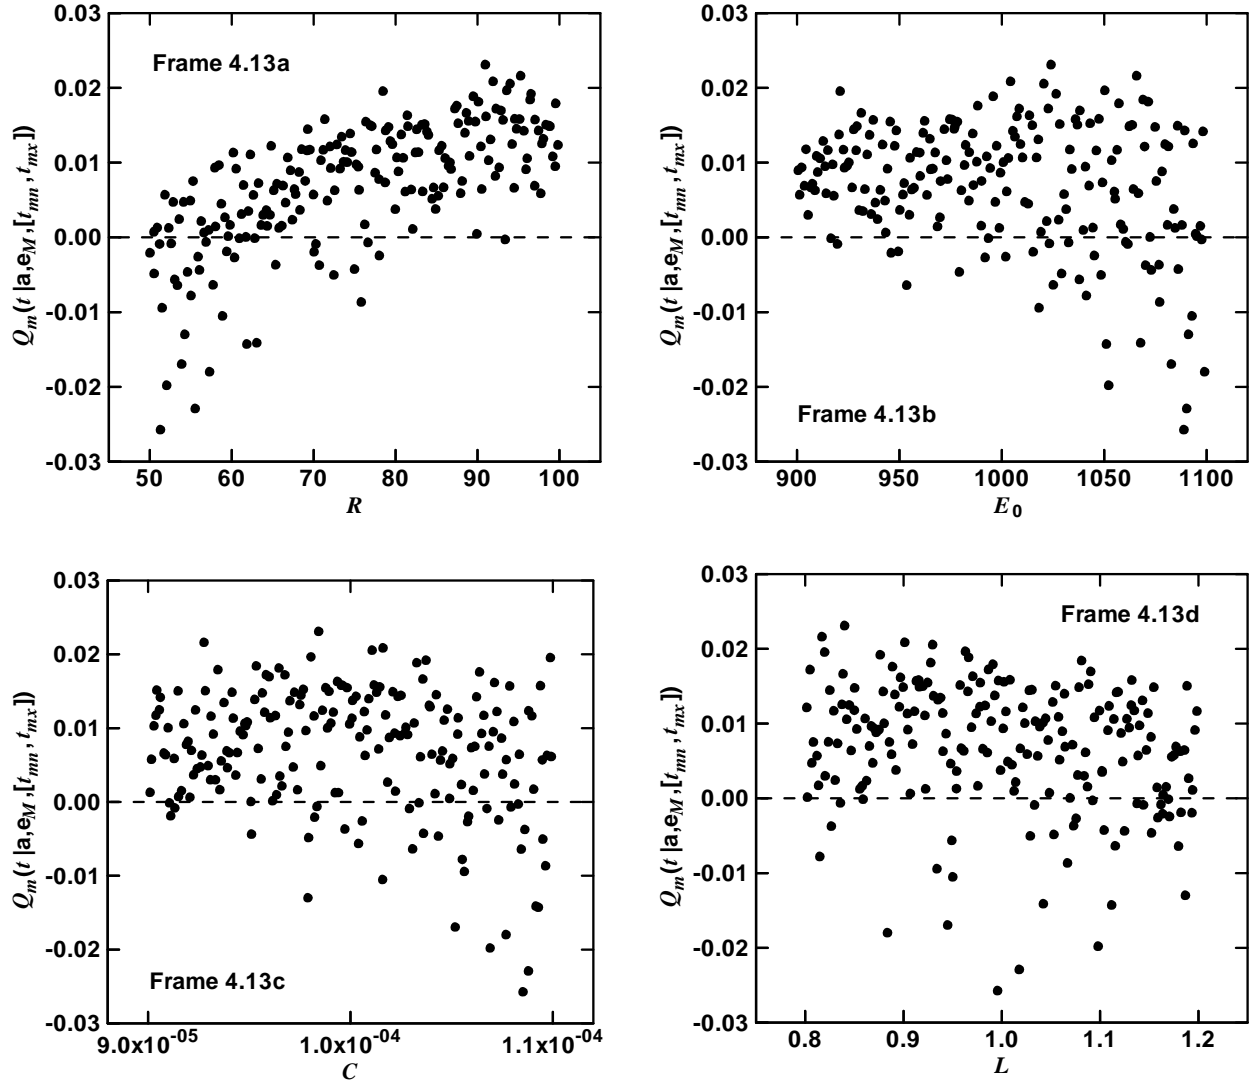 0.03
0.02
0.01
0.00
-0.01
-0.02
-0.03
Q_m(t |a,e_M,[t_mn, t_mx])
Frame 4.13a
50 60 70 80 90 100
R
0.03
0.02
0.01
0.00
-0.01
-0.02
-0.03
Q_m(t |a,e_M,[t_mn, t_mx])
Frame 4.13b
900 950 1000 1050 1100
E_0
0.03
0.02
0.01
0.00
-0.01
-0.02
-0.03
Q_m(t |a,e_M,[t_mn, t_mx])
Frame 4.13c
9.0x10^-05 1.0x10^-04 1.1x10^-04
C
0.03
0.02
0.01
0.00
-0.01
-0.02
-0.03
Q_m(t |a,e_M,[t_mn, t_mx])
Frame 4.13d
0.8 0.9 1.0 1.1 1.2
L